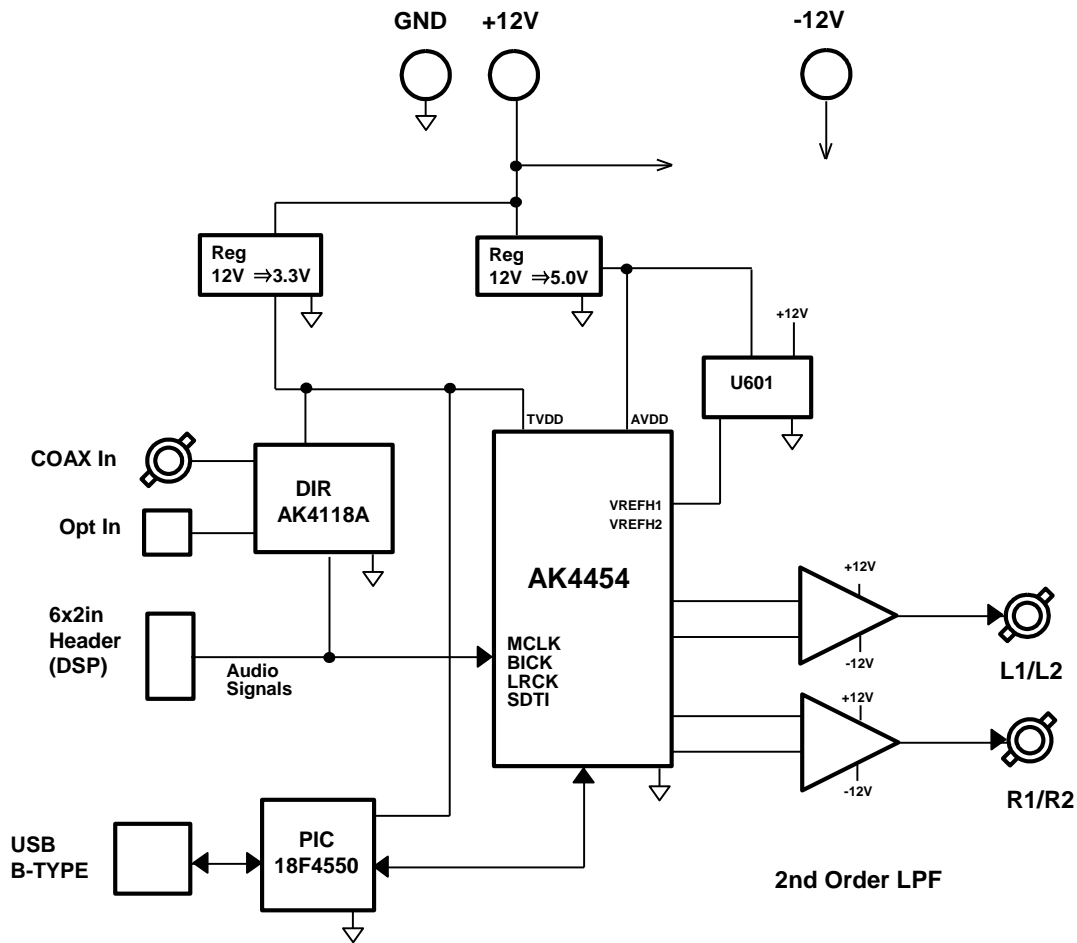 GND
+12V
-12V
Reg
12V ⇒3.3V
Reg
12V ⇒5.0V
+12V
U601
TVDD
AVDD
COAX In
DIR
AK4118A
Opt In
VREFH1
VREFH2
AK4454
6x2in
Header
(DSP)
Audio
Signals
MCLK
BICK
LRCK
SDTI
+12V
-12V
L1/L2
+12V
-12V
R1/R2
USB
B-TYPE
PIC
18F4550
2nd Order LPF